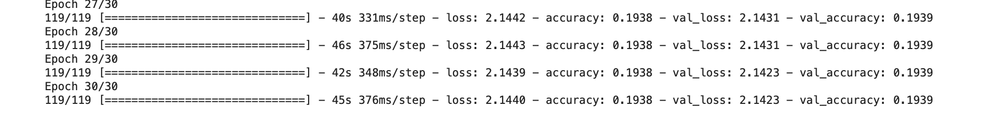 Epoch 27/30
119/119 [==============================] - 40s 331ms/step - loss: 2.1442 - accuracy: 0.1938 - val_loss: 2.1431 - val_accuracy: 0.1939
Epoch 28/30
119/119 [==============================] - 46s 375ms/step - loss: 2.1443 - accuracy: 0.1938 - val_loss: 2.1431 - val_accuracy: 0.1939
Epoch 29/30
119/119 [==============================] - 42s 348ms/step - loss: 2.1439 - accuracy: 0.1938 - val_loss: 2.1423 - val_accuracy: 0.1939
Epoch 30/30
119/119 [==============================] - 45s 376ms/step - loss: 2.1440 - accuracy: 0.1938 - val_loss: 2.1423 - val_accuracy: 0.1939